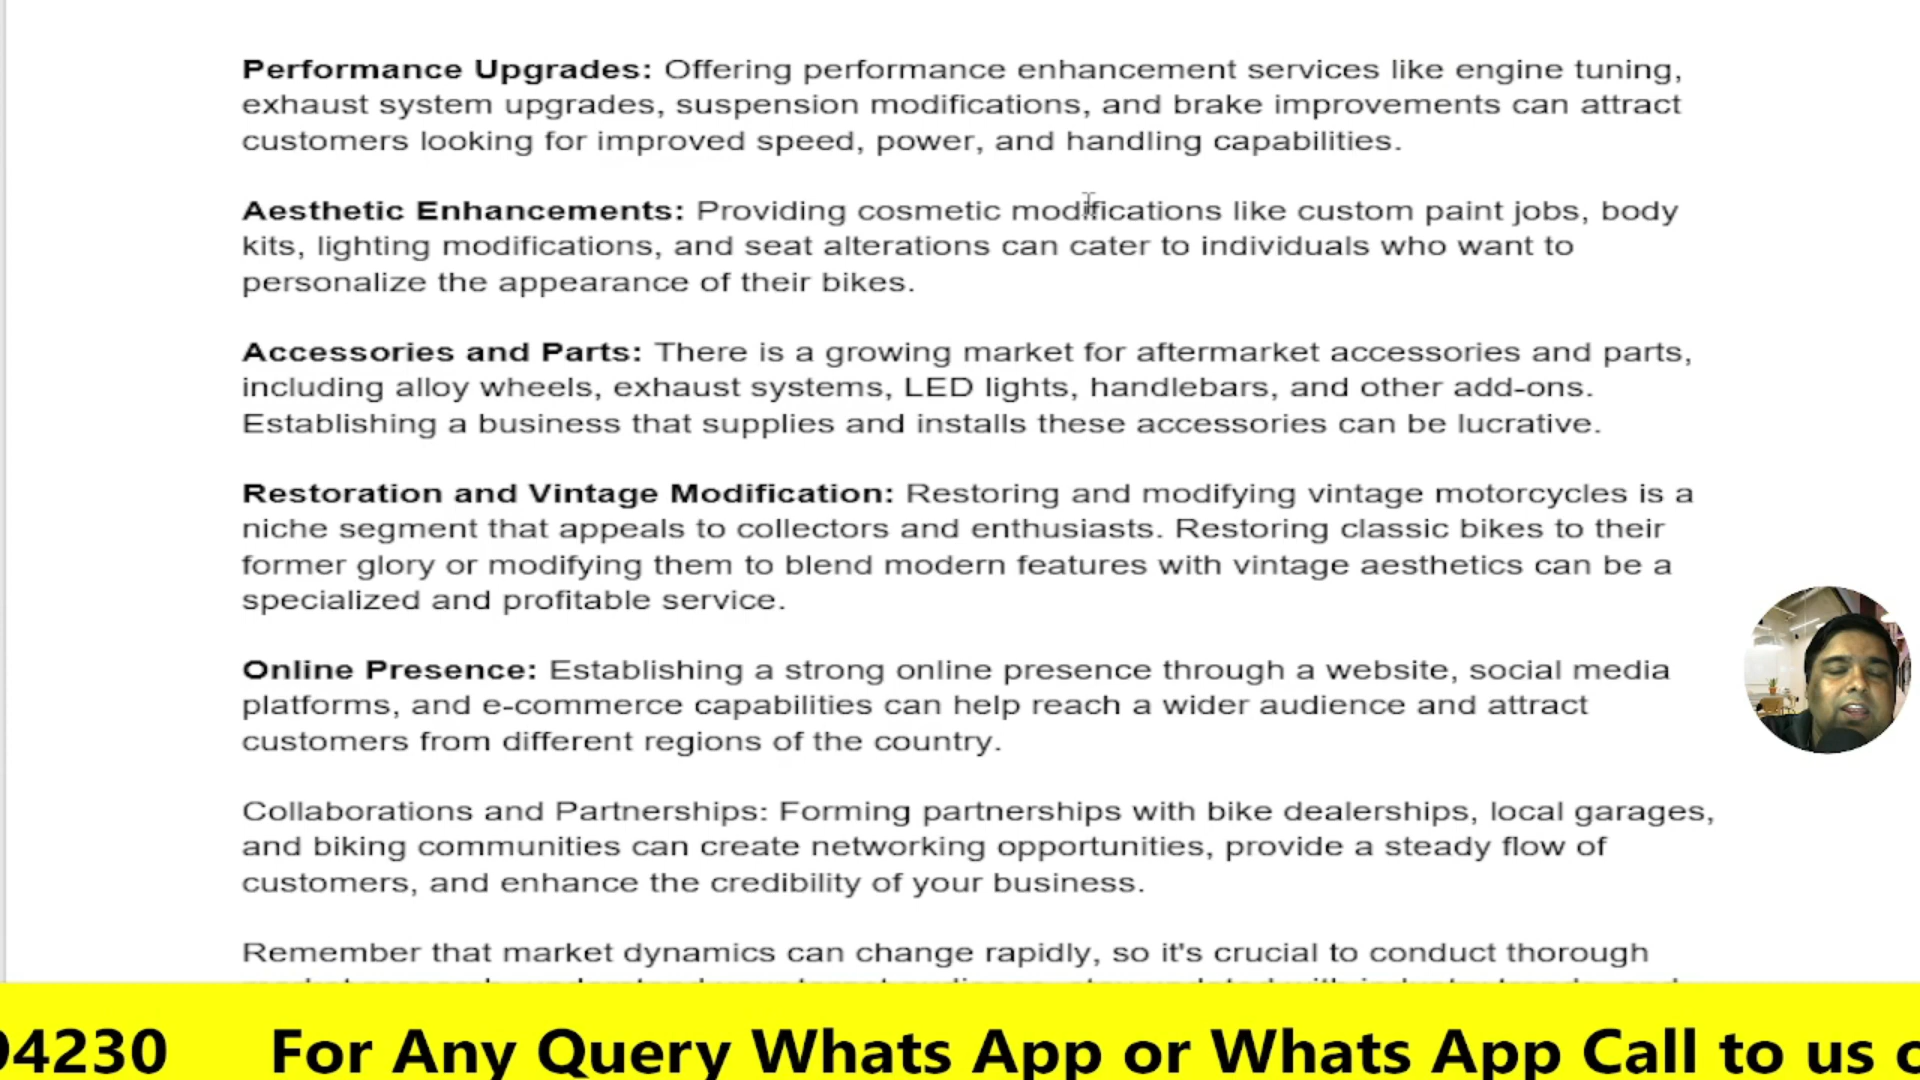 Performance Upgrades: Offering performance enhancement services like engine tuning,
exhaust system upgrades, suspension modifications, and brake improvements can attract
customers looking for improved speed, power, and handling capabilities.
Aesthetic Enhancements: Providing cosmetic modifications like custom paint jobs, body
kits, lighting modifications, and seat alterations can cater to individuals who want to
personalize the appearance of their bikes.
Accessories and Parts: There is a growing market for aftermarket accessories and parts,
including alloy wheels, exhaust systems, LED lights, handlebars, and other add-ons.
Establishing a business that supplies and installs these accessories can be lucrative.
Restoration and Vintage Modification: Restoring and modifying vintage motorcycles is a
niche segment that appeals to collectors and enthusiasts. Restoring classic bikes to their
former glory or modifying them to blend modern features with vintage aesthetics can be a
specialized and profitable service.
Online Presence: Establishing a strong online presence through a website, social media
platforms, and e-commerce capabilities can help reach a wider audience and attract
customers from different regions of the country.
Collaborations and Partnerships: Forming partnerships with bike dealerships, local garages,
and biking communities can create networking opportunities, provide a steady flow of
customers, and enhance the credibility of your business.
Remember that market dynamics can change rapidly, so it's crucial to conduct thorough
04230 For Any Query Whats App or Whats App Call to us